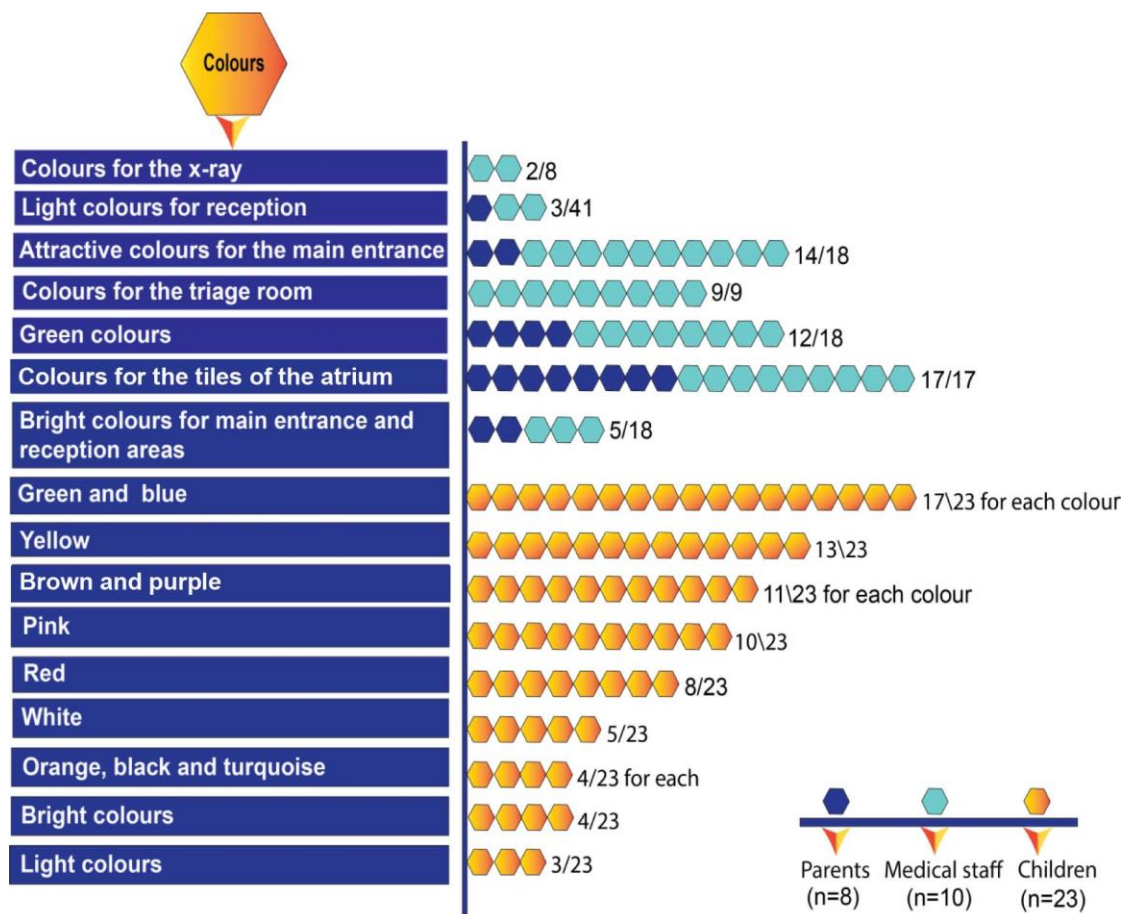 Colours
Colours for the x-ray
2/8
Light colours for reception
3/41
Attractive colours for the main entrance
14/18
Colours for the triage room
9/9
Green colours
12/18
Colours for the tiles of the atrium
17/17
Bright colours for main entrance and
reception areas
5/18
Green and blue
17\23 for each colour
Yellow
13\23
Brown and purple
11\23 for each colour
Pink
10\23
Red
8/23
White
5/23
Orange, black and turquoise
4/23 for each
Bright colours
4/23
Light colours
3/23
Parents
(n=8)
Medical staff
(n=10)
Children
(n=23)